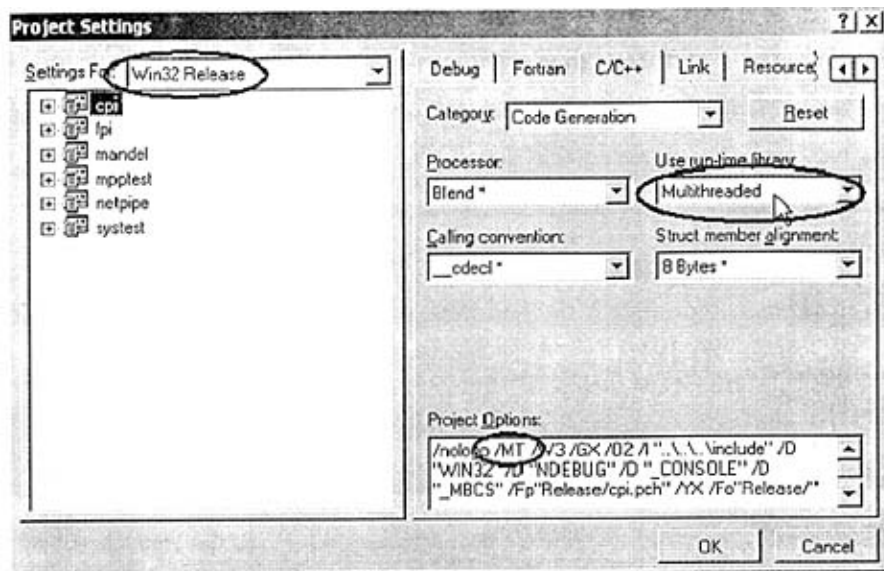 Project Settings
Settings For: Win32 Release
cpi
fpi
mandel
mpptest
netpipe
systest
Debug Fortran C/C++ Link Resource
Category: Code Generation Reset
Processor: Use run-time library:
Blend * Multithreaded
Calling convention: Struct member alignment:
__cdecl * 8 Bytes *
Project Options:
/nologo /MT /W3 /GX /O2 /I "..\..\..\include" /D
"WIN32" /D "NDEBUG" /D "_CONSOLE" /D
"_MBCS" /Fp"Release/cpi.pch" /YX /Fo"Release/"
OK Cancel